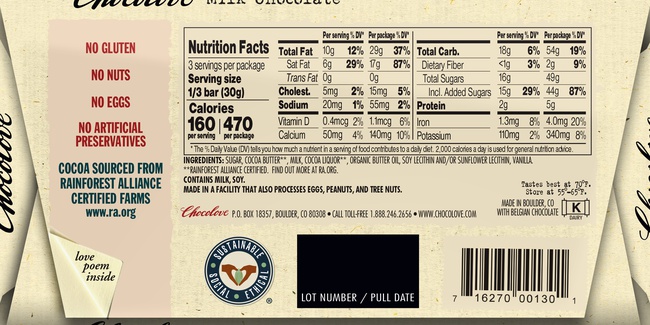 Chocolove Milk Chocolate
NO GLUTEN
NO NUTS
NO EGGS
NO ARTIFICIAL
PRESERVATIVES
COCOA SOURCED FROM
RAINFOREST ALLIANCE
CERTIFIED FARMS
www.ra.org
love
poem
inside
Nutrition Facts
3 servings per package
Serving size
1/3 bar (30g)
Calories
160 per serving | 470 per package
Per serving % DV* Per package % DV*
Total Fat 10g 12% 29g 37%
Sat Fat 6g 29% 17g 87%
Trans Fat 0g 0g
Cholest. 5mg 2% 15mg 5%
Sodium 20mg 1% 55mg 2%
Vitamin D 0.4mcg 2% 1.1mcg 6%
Calcium 50mg 4% 140mg 10%
Per serving % DV* Per package % DV*
Total Carb. 18g 6% 54g 19%
Dietary Fiber <1g 3% 2g 9%
Total Sugars 16g 49g
Incl. Added Sugars 15g 29% 44g 87%
Protein 2g 5g
Iron 1.3mg 8% 4.0mg 20%
Potassium 110mg 2% 340mg 8%
*The % Daily Value (DV) tells you how much a nutrient in a serving of food contributes to a daily diet. 2,000 calories a day is used for general nutrition advice.
INGREDIENTS: SUGAR, COCOA BUTTER**, MILK, COCOA LIQUOR**, ORGANIC BUTTER OIL, SOY LECITHIN AND/OR SUNFLOWER LECITHIN, VANILLA.
**RAINFOREST ALLIANCE CERTIFIED. FIND OUT MORE AT RA.ORG.
CONTAINS MILK, SOY.
MADE IN A FACILITY THAT ALSO PROCESSES EGGS, PEANUTS, AND TREE NUTS.
Tastes best at 70°F.
Store at 55-65°F.
Chocolove P.O. BOX 18357, BOULDER, CO 80308 • CALL TOLL-FREE 1.888.246.2656 • WWW.CHOCOLOVE.COM
MADE IN BOULDER, CO
WITH BELGIAN CHOCOLATE
K
DAIRY
SUSTAINABLE
SOCIAL ETHICAL
®
LOT NUMBER / PULL DATE
7 16270 00130 1
Chocolove
Chocolove